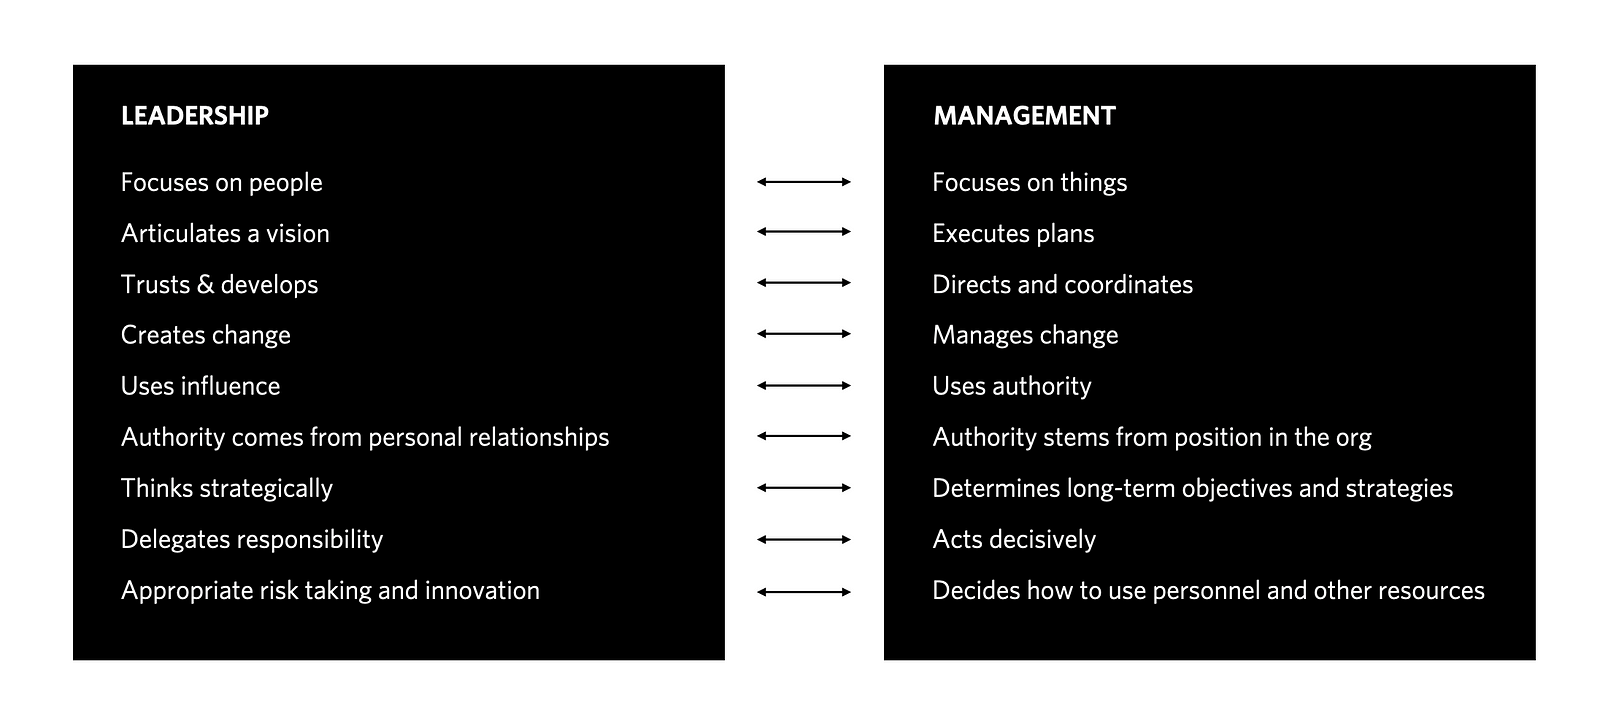 LEADERSHIP
Focuses on people
Articulates a vision
Trusts & develops
Creates change
Uses influence
Authority comes from personal relationships
Thinks strategically
Delegates responsibility
Appropriate risk taking and innovation
MANAGEMENT
Focuses on things
Executes plans
Directs and coordinates
Manages change
Uses authority
Authority stems from position in the org
Determines long-term objectives and strategies
Acts decisively
Decides how to use personnel and other resources